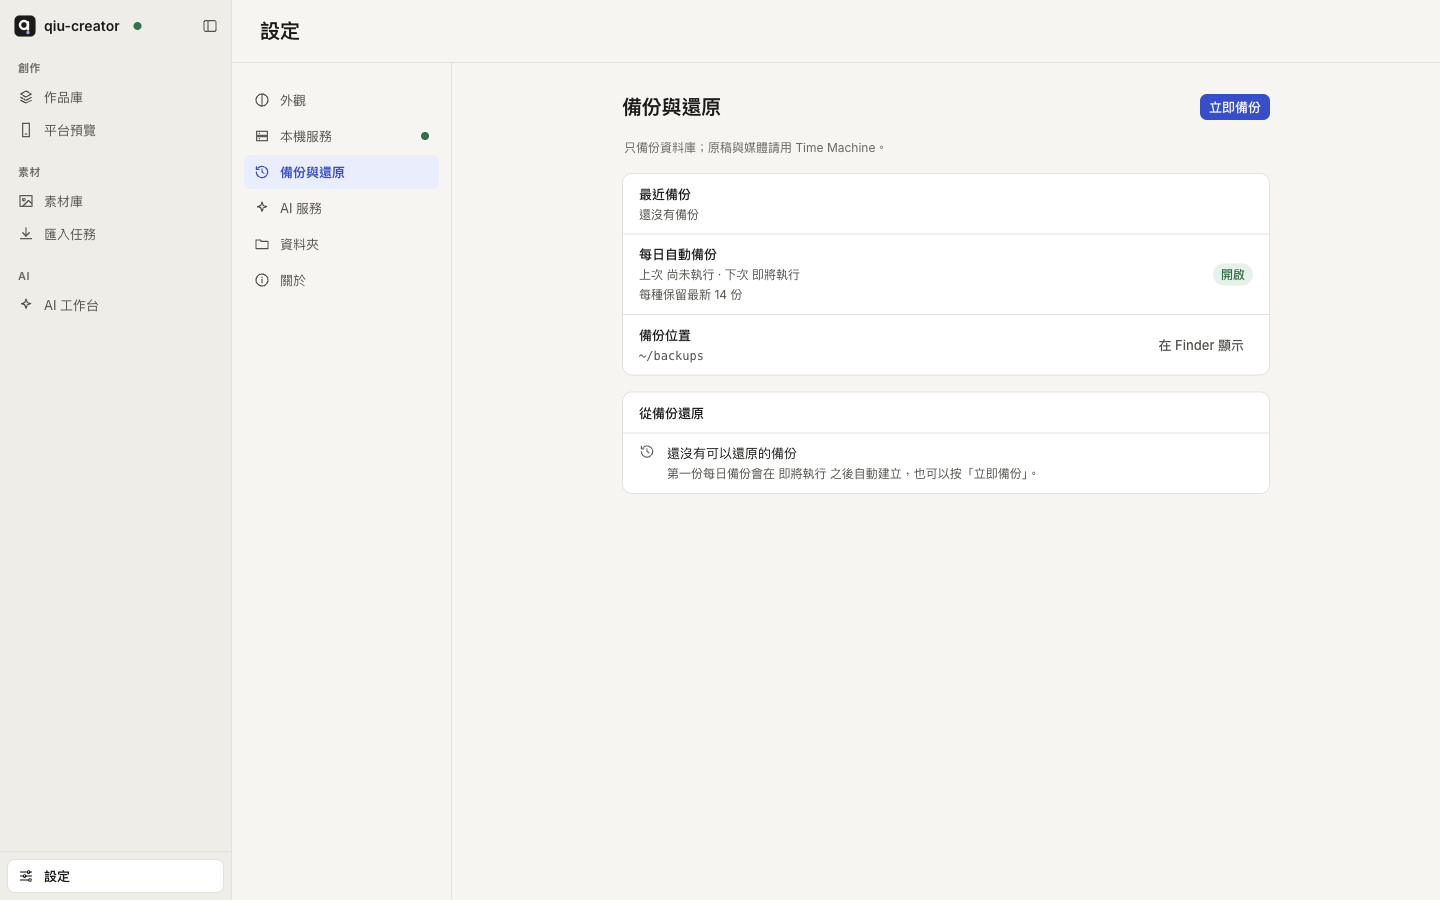 qiu-creator
創作
作品庫
平台預覽
素材
素材庫
匯入任務
AI
AI 工作台
設定
設定
外觀
本機服務
備份與還原
AI 服務
資料夾
關於
備份與還原
立即備份
只備份資料庫；原稿與媒體請用 Time Machine。
最近備份
還沒有備份
每日自動備份
上次 尚未執行 · 下次 即將執行
每種保留最新 14 份
開啟
備份位置
~/backups
在 Finder 顯示
從備份還原
還沒有可以還原的備份
第一份每日備份會在 即將執行 之後自動建立，也可以按「立即備份」。